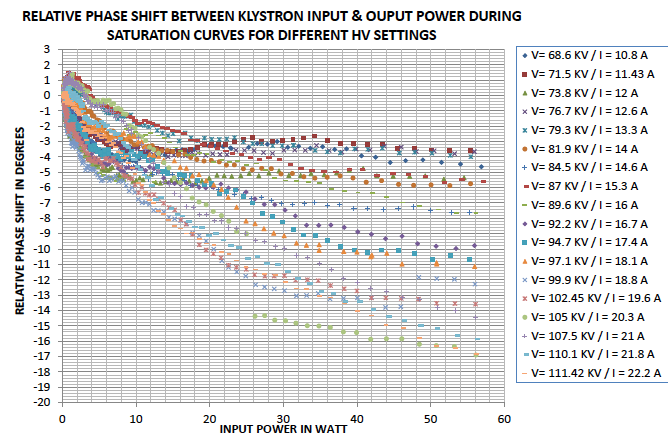 RELATIVE PHASE SHIFT BETWEEN KLYSTRON INPUT & OUPUT POWER DURING
SATURATION CURVES FOR DIFFERENT HV SETTINGS
RELATIVE PHASE SHIFT IN DEGREES
3
2
1
0
-1
-2
-3
-4
-5
-6
-7
-8
-9
-10
-11
-12
-13
-14
-15
-16
-17
-18
-19
-20
0 10 20 30 40 50 60
INPUT POWER IN WATT
V= 68.6 KV / I = 10.8 A
V= 71.5 KV / I = 11.43 A
V= 73.8 KV / I = 12 A
V= 76.7 KV / I = 12.6 A
V= 79.3 KV / I = 13.3 A
V= 81.9 KV / I = 14 A
V= 84.5 KV / I = 14.6 A
V= 87 KV / I = 15.3 A
V= 89.6 KV / I = 16 A
V= 92.2 KV / I = 16.7 A
V= 94.7 KV / I = 17.4 A
V= 97.1 KV / I = 18.1 A
V= 99.9 KV / I = 18.8 A
V= 102.45 KV / I = 19.6 A
V= 105 KV / I = 20.3 A
V= 107.5 KV / I = 21 A
V= 110.1 KV / I = 21.8 A
V= 111.42 KV / I = 22.2 A